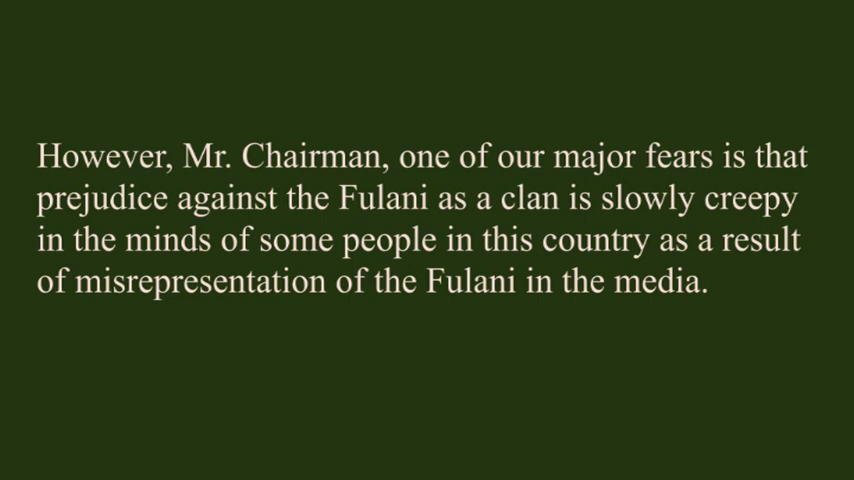 However, Mr. Chairman, one of our major fears is that
prejudice against the Fulani as a clan is slowly creepy
in the minds of some people in this country as a result
of misrepresentation of the Fulani in the media.